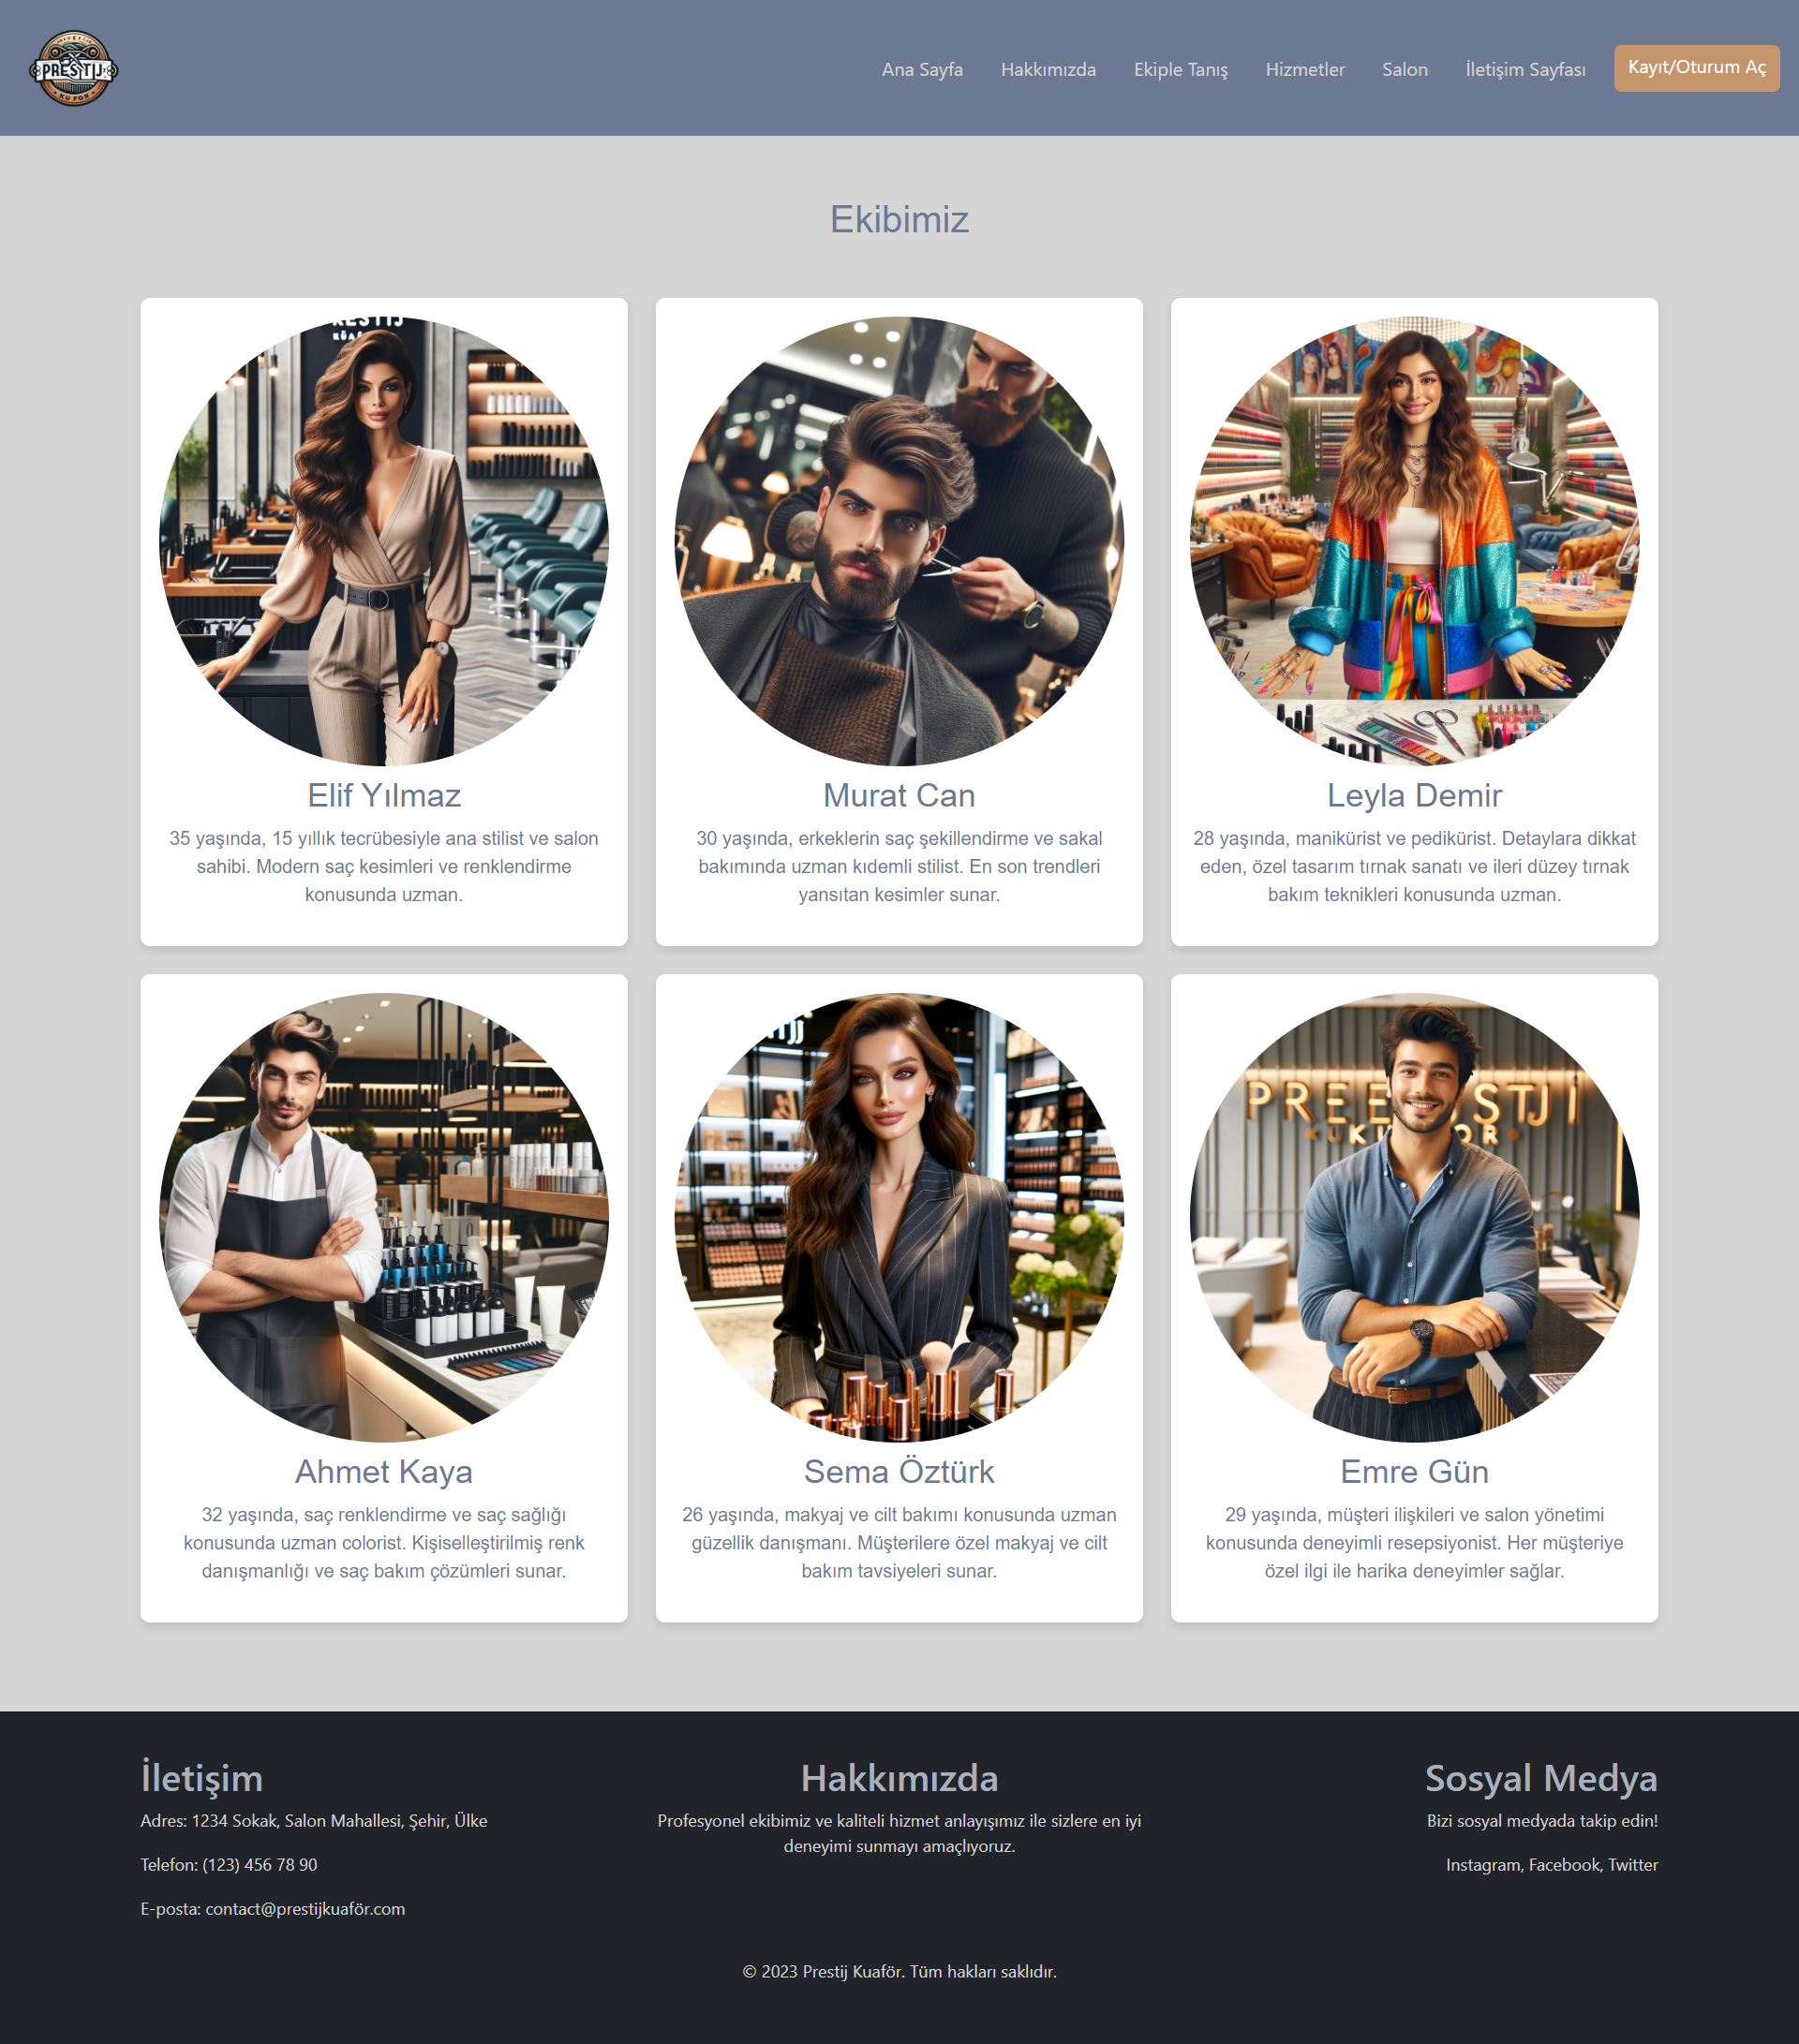 PRESTIJ
KU FOR
Ana Sayfa
Hakkımızda
Ekiple Tanış
Hizmetler
Salon
İletişim Sayfası
Kayıt/Oturum Aç
Ekibimiz
Elif Yılmaz
35 yaşında, 15 yıllık tecrübesiyle ana stilist ve salon
sahibi. Modern saç kesimleri ve renklendirme
konusunda uzman.
Murat Can
30 yaşında, erkeklerin saç şekillendirme ve sakal
bakımında uzman kıdemli stilist. En son trendleri
yansıtan kesimler sunar.
Leyla Demir
28 yaşında, manikürist ve pedikürist. Detaylara dikkat
eden, özel tasarım tırnak sanatı ve ileri düzey tırnak
bakım teknikleri konusunda uzman.
PREE STJI
Ahmet Kaya
32 yaşında, saç renklendirme ve saç sağlığı
konusunda uzman colorist. Kişiselleştirilmiş renk
danışmanlığı ve saç bakım çözümleri sunar.
Sema Öztürk
26 yaşında, makyaj ve cilt bakımı konusunda uzman
güzellik danışmanı. Müşterilere özel makyaj ve cilt
bakım tavsiyeleri sunar.
Emre Gün
29 yaşında, müşteri ilişkileri ve salon yönetimi
konusunda deneyimli resepsiyonist. Her müşteriye
özel ilgi ile harika deneyimler sağlar.
İletişim
Adres: 1234 Sokak, Salon Mahallesi, Şehir, Ülke
Telefon: (123) 456 78 90
E-posta: contact@prestijkuaför.com
Hakkımızda
Profesyonel ekibimiz ve kaliteli hizmet anlayışımız ile sizlere en iyi
deneyimi sunmayı amaçlıyoruz.
Sosyal Medya
Bizi sosyal medyada takip edin!
Instagram, Facebook, Twitter
© 2023 Prestij Kuaför. Tüm hakları saklıdır.